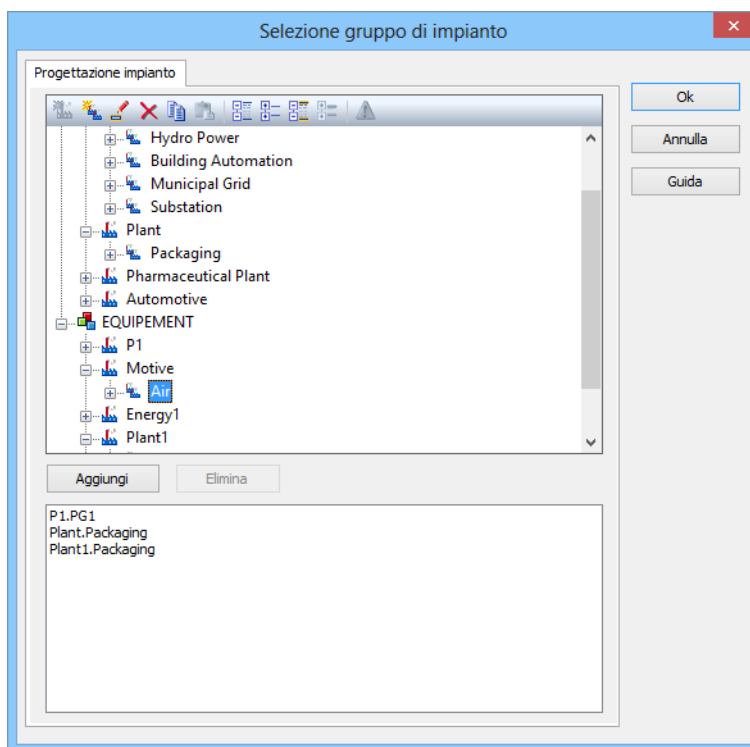 Selezione gruppo di impianto
Progettazione impianto
Hydro Power
Building Automation
Municipal Grid
Substation
Plant
Packaging
Pharmaceutical Plant
Automotive
EQUIPEMENT
P1
Motive
Air
Energy1
Plant1
Aggiungi
Elimina
P1.PG1
Plant.Packaging
Plant1.Packaging
Ok
Annulla
Guida